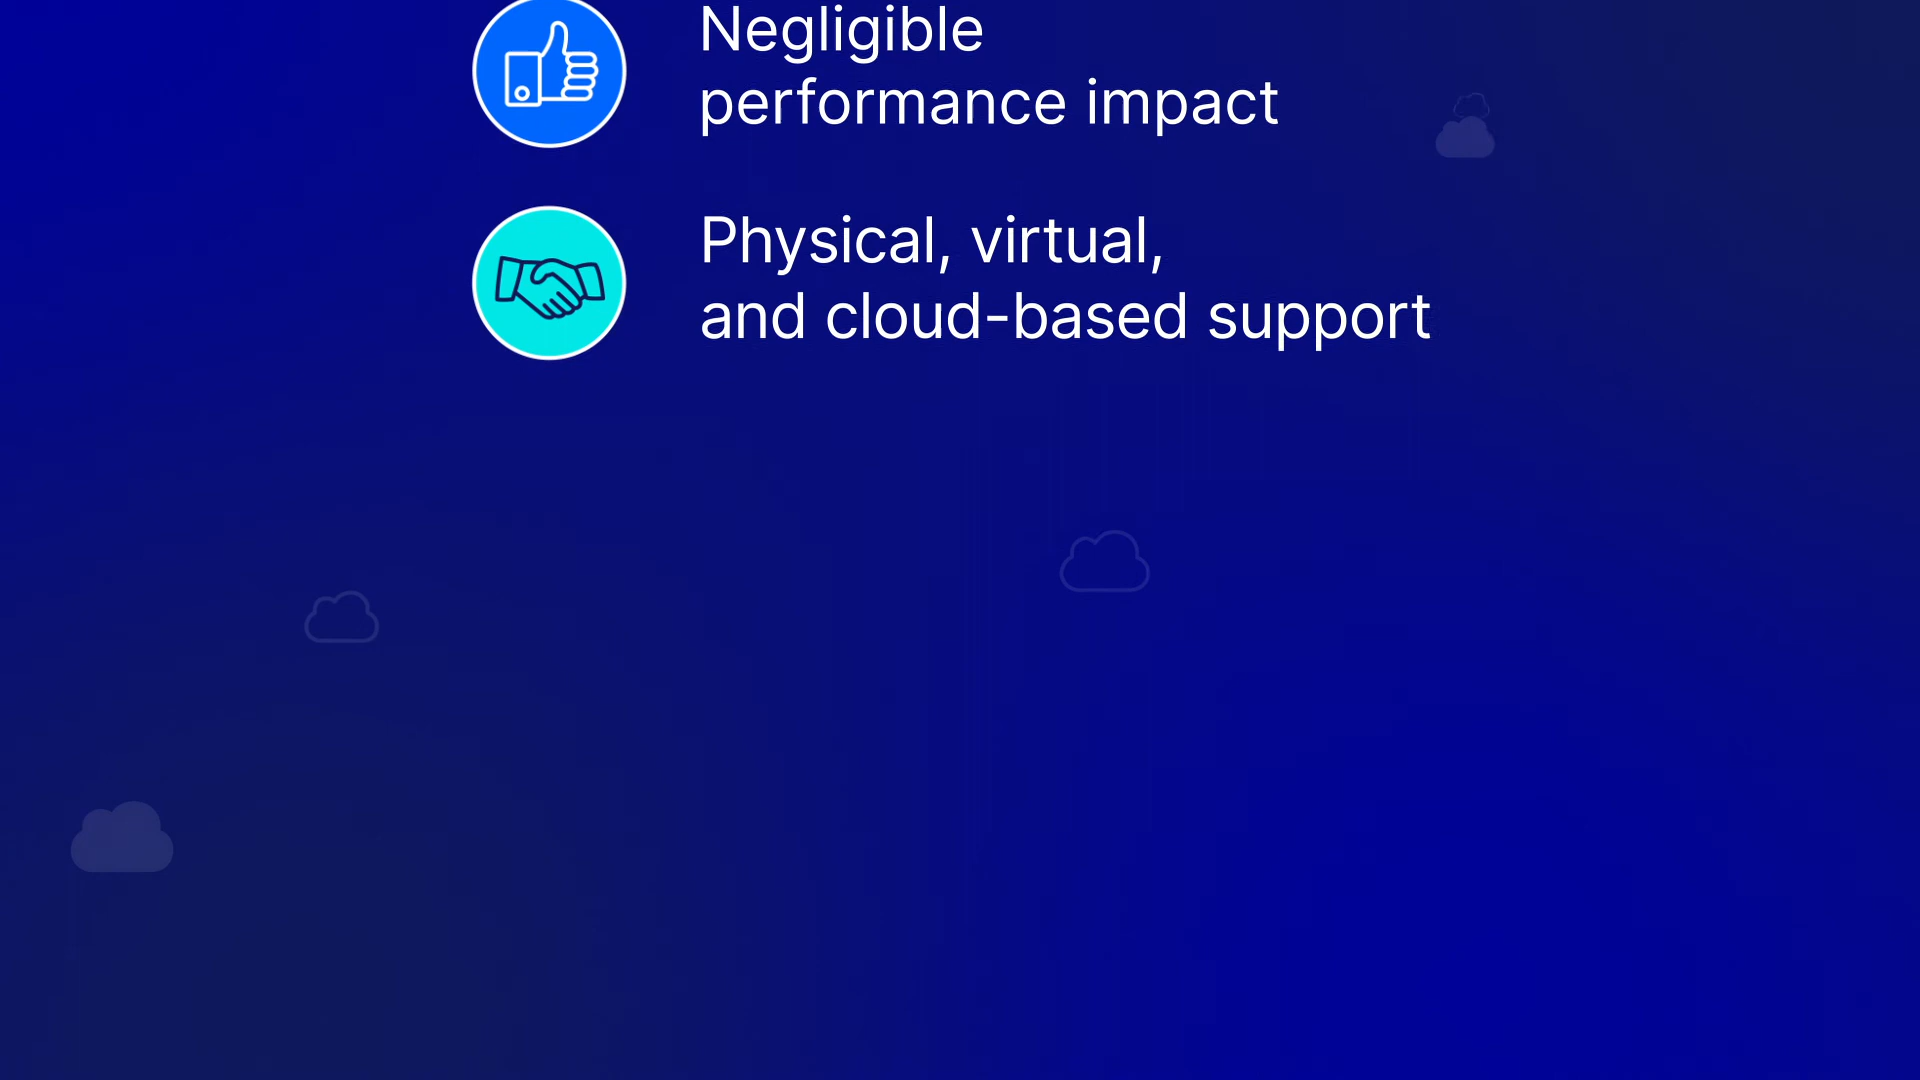 Negligible
performance impact
Physical, virtual,
and cloud-based support